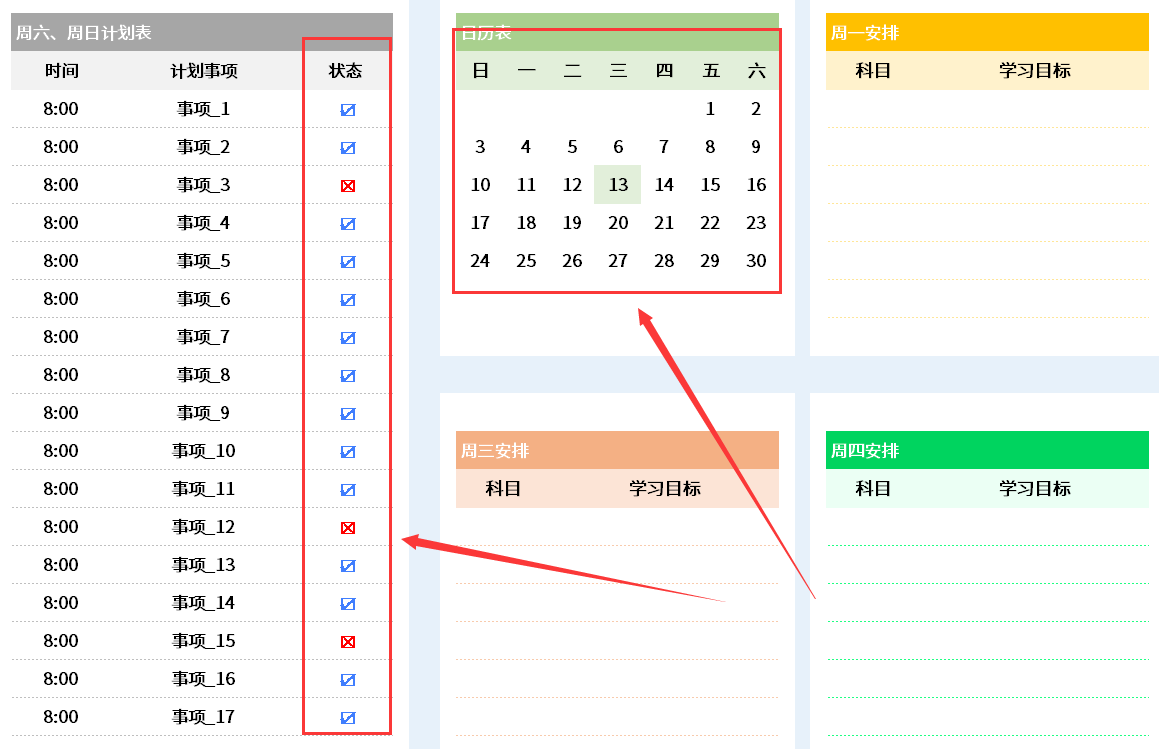 周六、周日计划表
时间 计划事项 状态
8:00 事项_1
8:00 事项_2
8:00 事项_3
8:00 事项_4
8:00 事项_5
8:00 事项_6
8:00 事项_7
8:00 事项_8
8:00 事项_9
8:00 事项_10
8:00 事项_11
8:00 事项_12
8:00 事项_13
8:00 事项_14
8:00 事项_15
8:00 事项_16
8:00 事项_17
日历表
日 一 二 三 四 五 六
1 2
3 4 5 6 7 8 9
10 11 12 13 14 15 16
17 18 19 20 21 22 23
24 25 26 27 28 29 30
周一安排
科目 学习目标
周三安排
科目 学习目标
周四安排
科目 学习目标